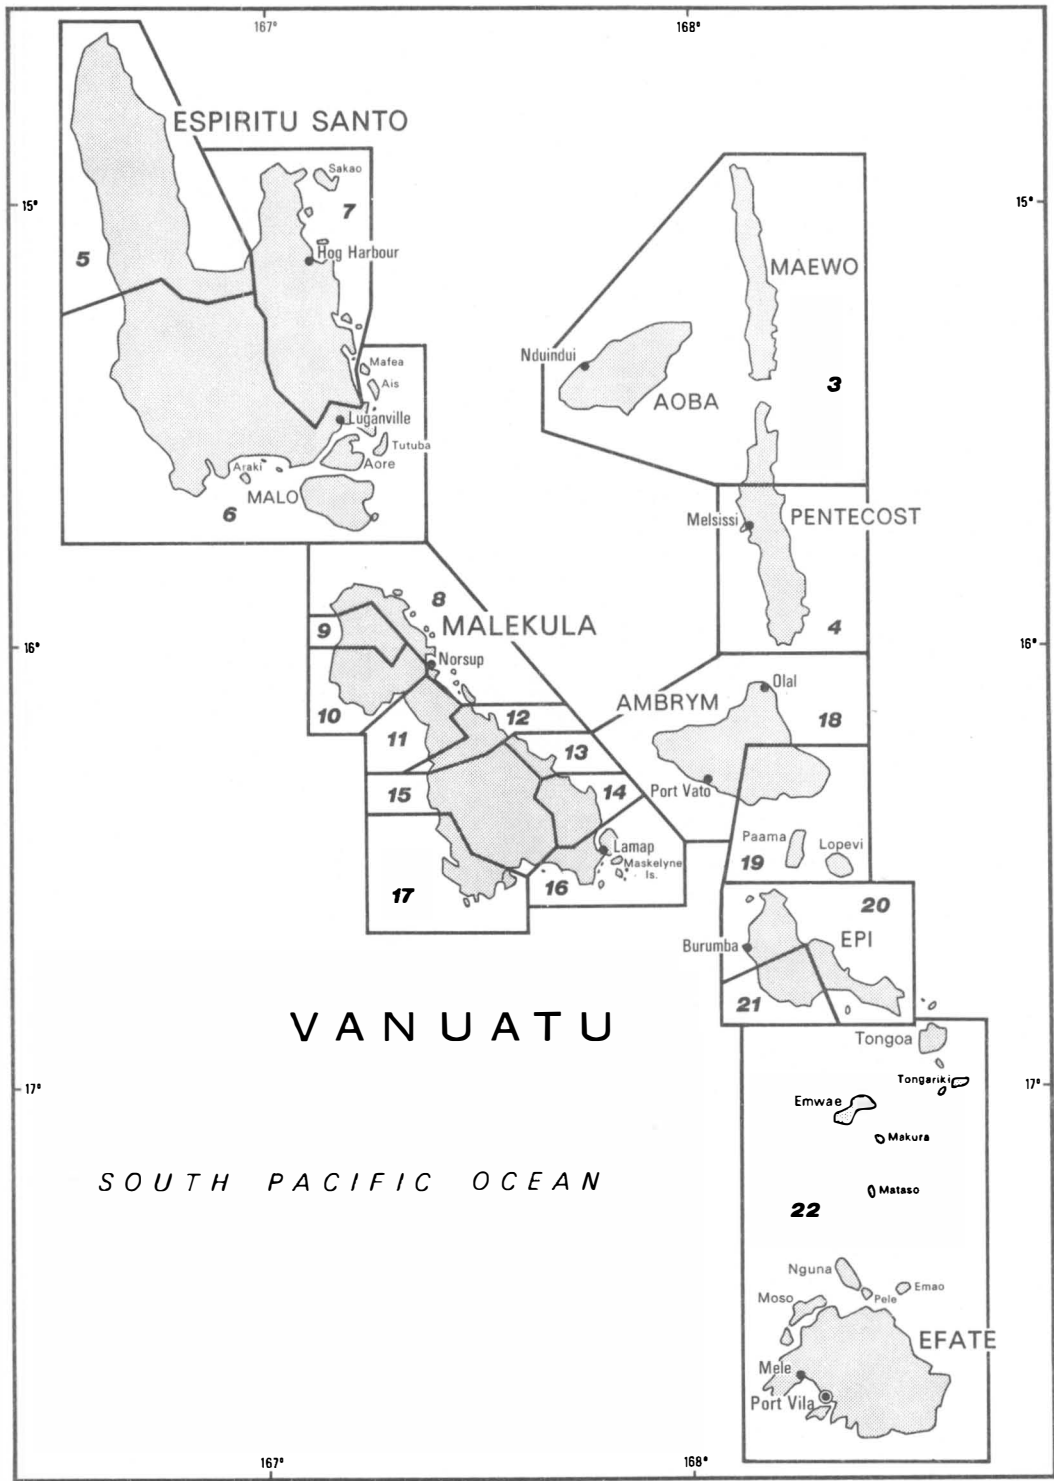 167°
168°
ESPIRITU SANTO
Sakao
15°
7
15°
Hog Harbour
5
MAEWO
Nduindui
Mafea
3
Ais
AOBA
Luganville
Tutuba
Araki
Aore
MALO
6
Melsissi
PENTECOST
8
MALEKULA
9
4
16°
16°
Norsup
Olal
AMBRYM
10
12
18
11
13
15
14
Port Vato
Paama
Lopevi
Lamap
Maskelyne
Is.
19
17
16
20
Burumba
EPI
21
VANUATU
Tongoa
Tongariki
17°
17°
Emwae
Makura
SOUTH PACIFIC OCEAN
Mataso
22
Nguna
Emao
Pele
Moso
EFATE
Mele
Port Vila
167°
168°